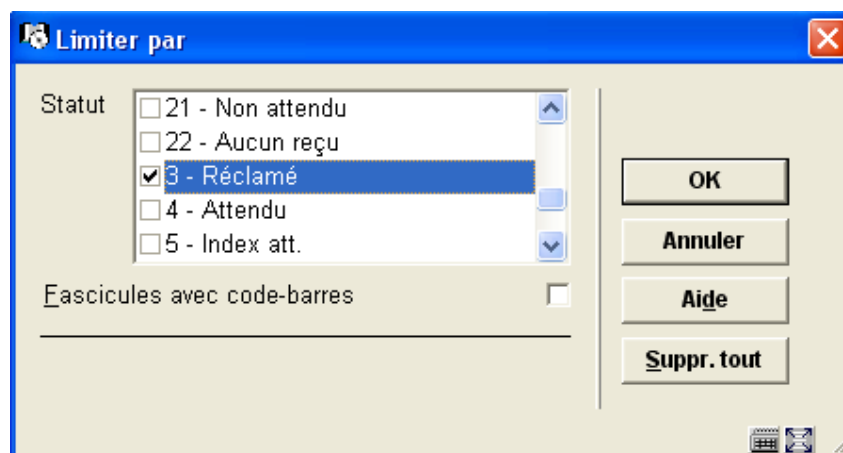 Limiter par
Statut
21 - Non attendu
22 - Aucun reçu
3 - Réclamé
4 - Attendu
5 - Index att.
Fascicules avec code-barres
OK
Annuler
Aide
Suppr. tout